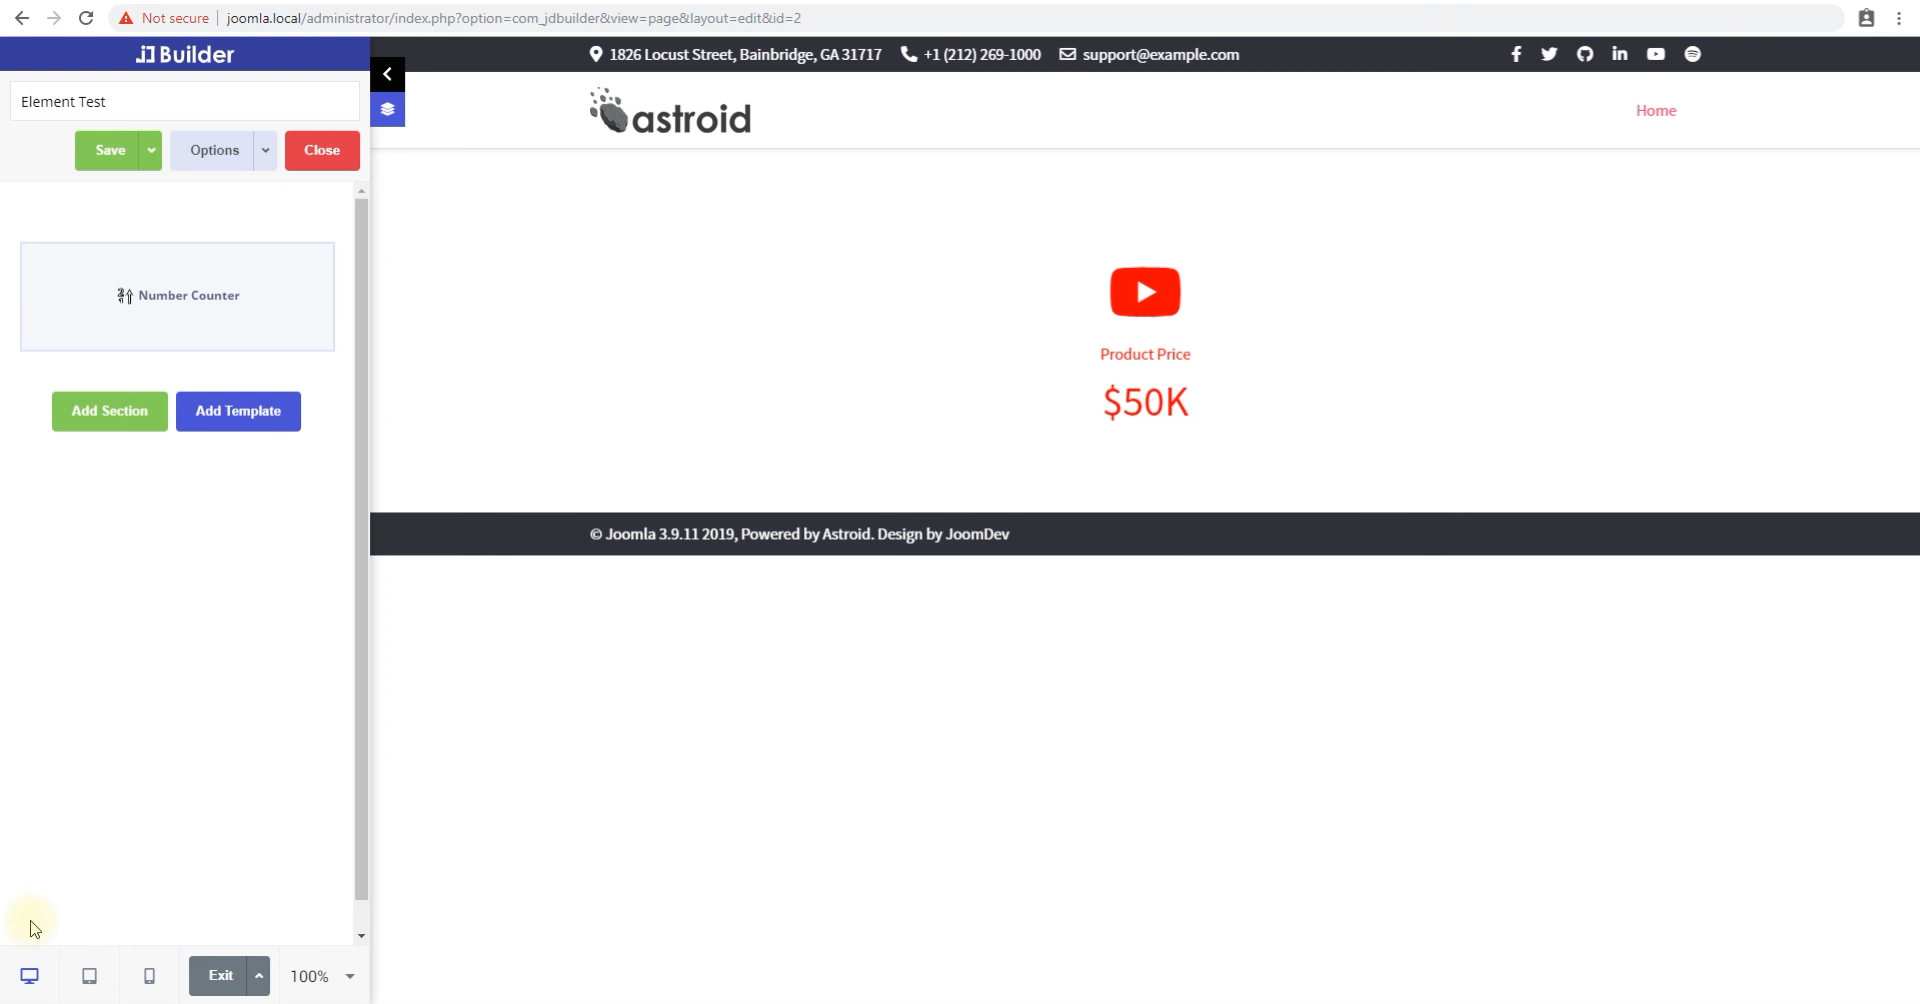 Not secure joomla.local/administrator/index.php?option=com_jdbuilder&view=page&layout=edit&id=2
Builder
1826 Locust Street, Bainbridge, GA 31717 +1 (212) 269-1000 support@example.com
Element Test
astroid
Home
Save Options Close
Number Counter
Product Price
$50K
Add Section Add Template
© Joomla 3.9.11 2019, Powered by Astroid. Design by JoomDev
Exit 100%